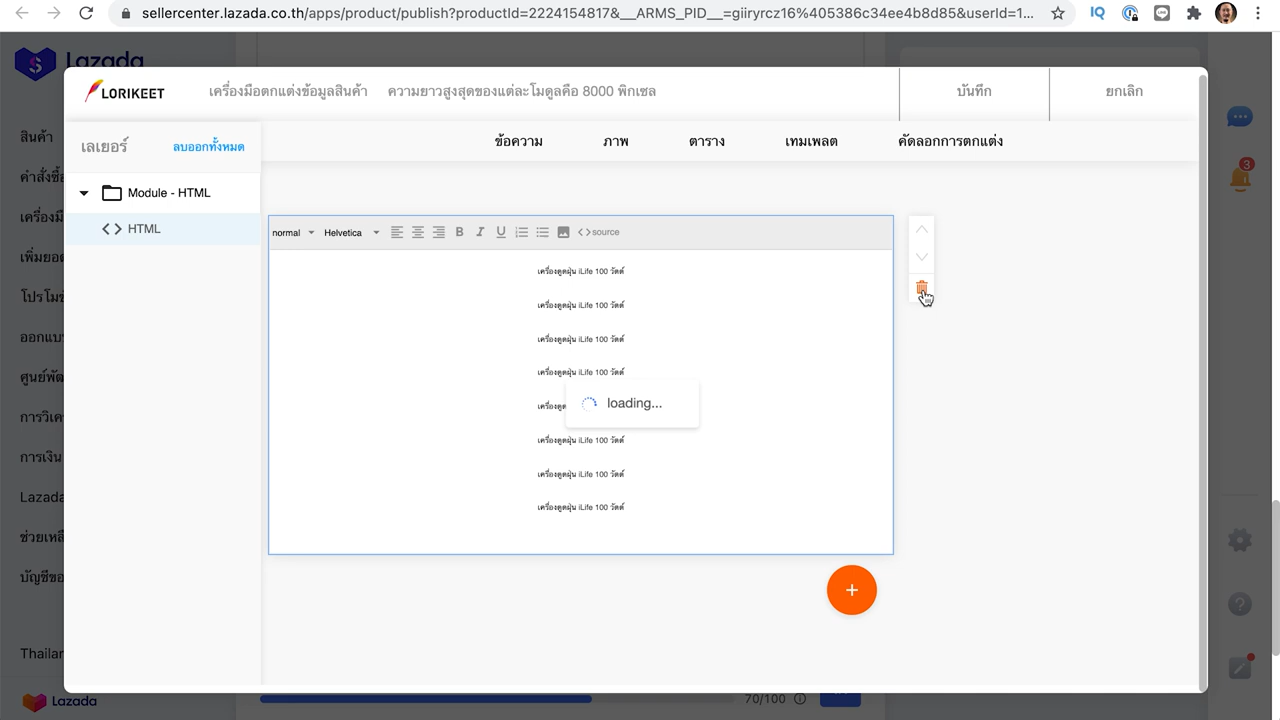 sellercenter.lazada.co.th/apps/product/publish?productId=2224154817&__ARMS_PID__=giiryrcz16%405386c34ee4b8d85&userId=1...
IQ
Lazada
LORIKEET
เครื่องมือตกแต่งข้อมูลสินค้า
ความยาวสูงสุดของแต่ละโมดูลคือ 8000 พิกเซล
บันทึก
ยกเลิก
เลเยอร์
ลบออกทั้งหมด
ข้อความ
ภาพ
ตาราง
เทมเพลต
คัดลอกการตกแต่ง
สินค้า
คำสั่งซื้อ
เครื่องมื
เพิ่มยอด
โปรโมชั
ออกแบบ
ศูนย์พัฒ
การวิเค
การเงิน
Lazada
ช่วยเหลื
บัญชีขอ
Thailan
Module - HTML
HTML
normal
Helvetica
B
I
U
source
เครื่องดูดฝุ่น iLife 100 วัตต์
เครื่องดูดฝุ่น iLife 100 วัตต์
เครื่องดูดฝุ่น iLife 100 วัตต์
เครื่องดูดฝุ่น iLife 100 วัตต์
เครื่องดูดฝุ
loading...
เครื่องดูดฝุ่น iLife 100 วัตต์
เครื่องดูดฝุ่น iLife 100 วัตต์
เครื่องดูดฝุ่น iLife 100 วัตต์
3
Lazada
70/100